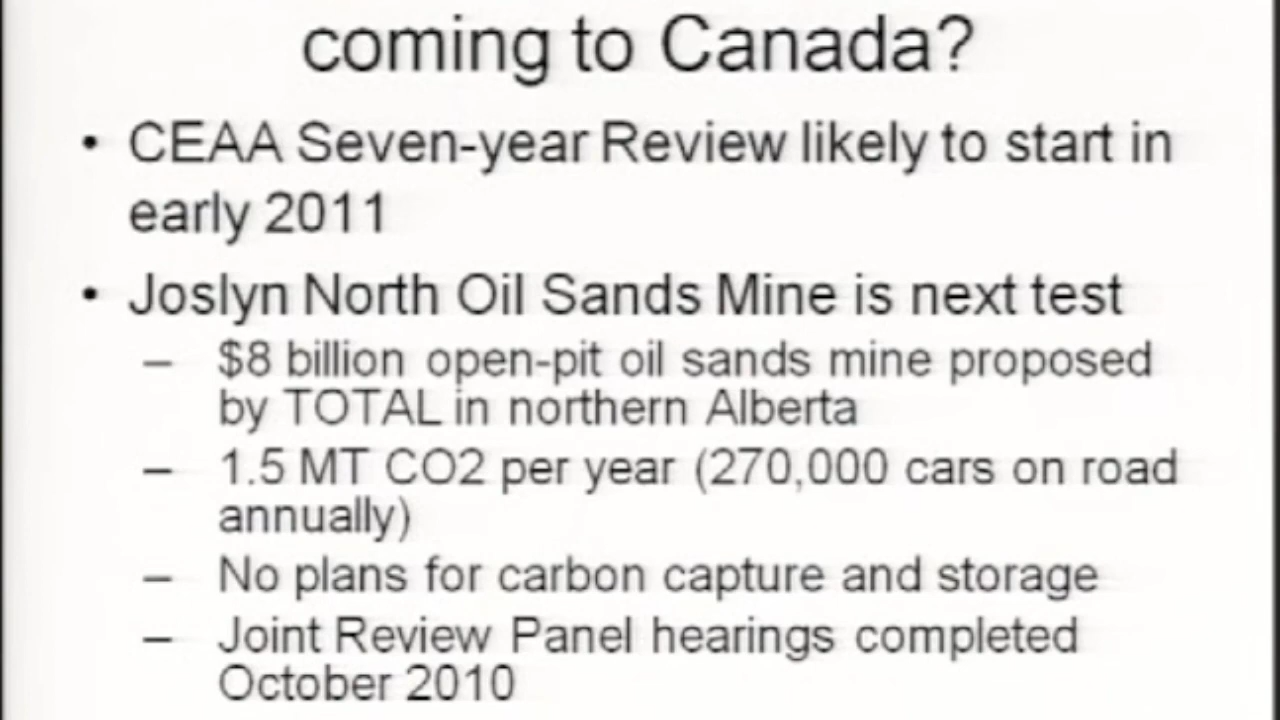 coming to Canada?
• CEAA Seven-year Review likely to start in
early 2011
• Joslyn North Oil Sands Mine is next test
– $8 billion open-pit oil sands mine proposed
by TOTAL in northern Alberta
– 1.5 MT CO2 per year (270,000 cars on road
annually)
– No plans for carbon capture and storage
– Joint Review Panel hearings completed
October 2010